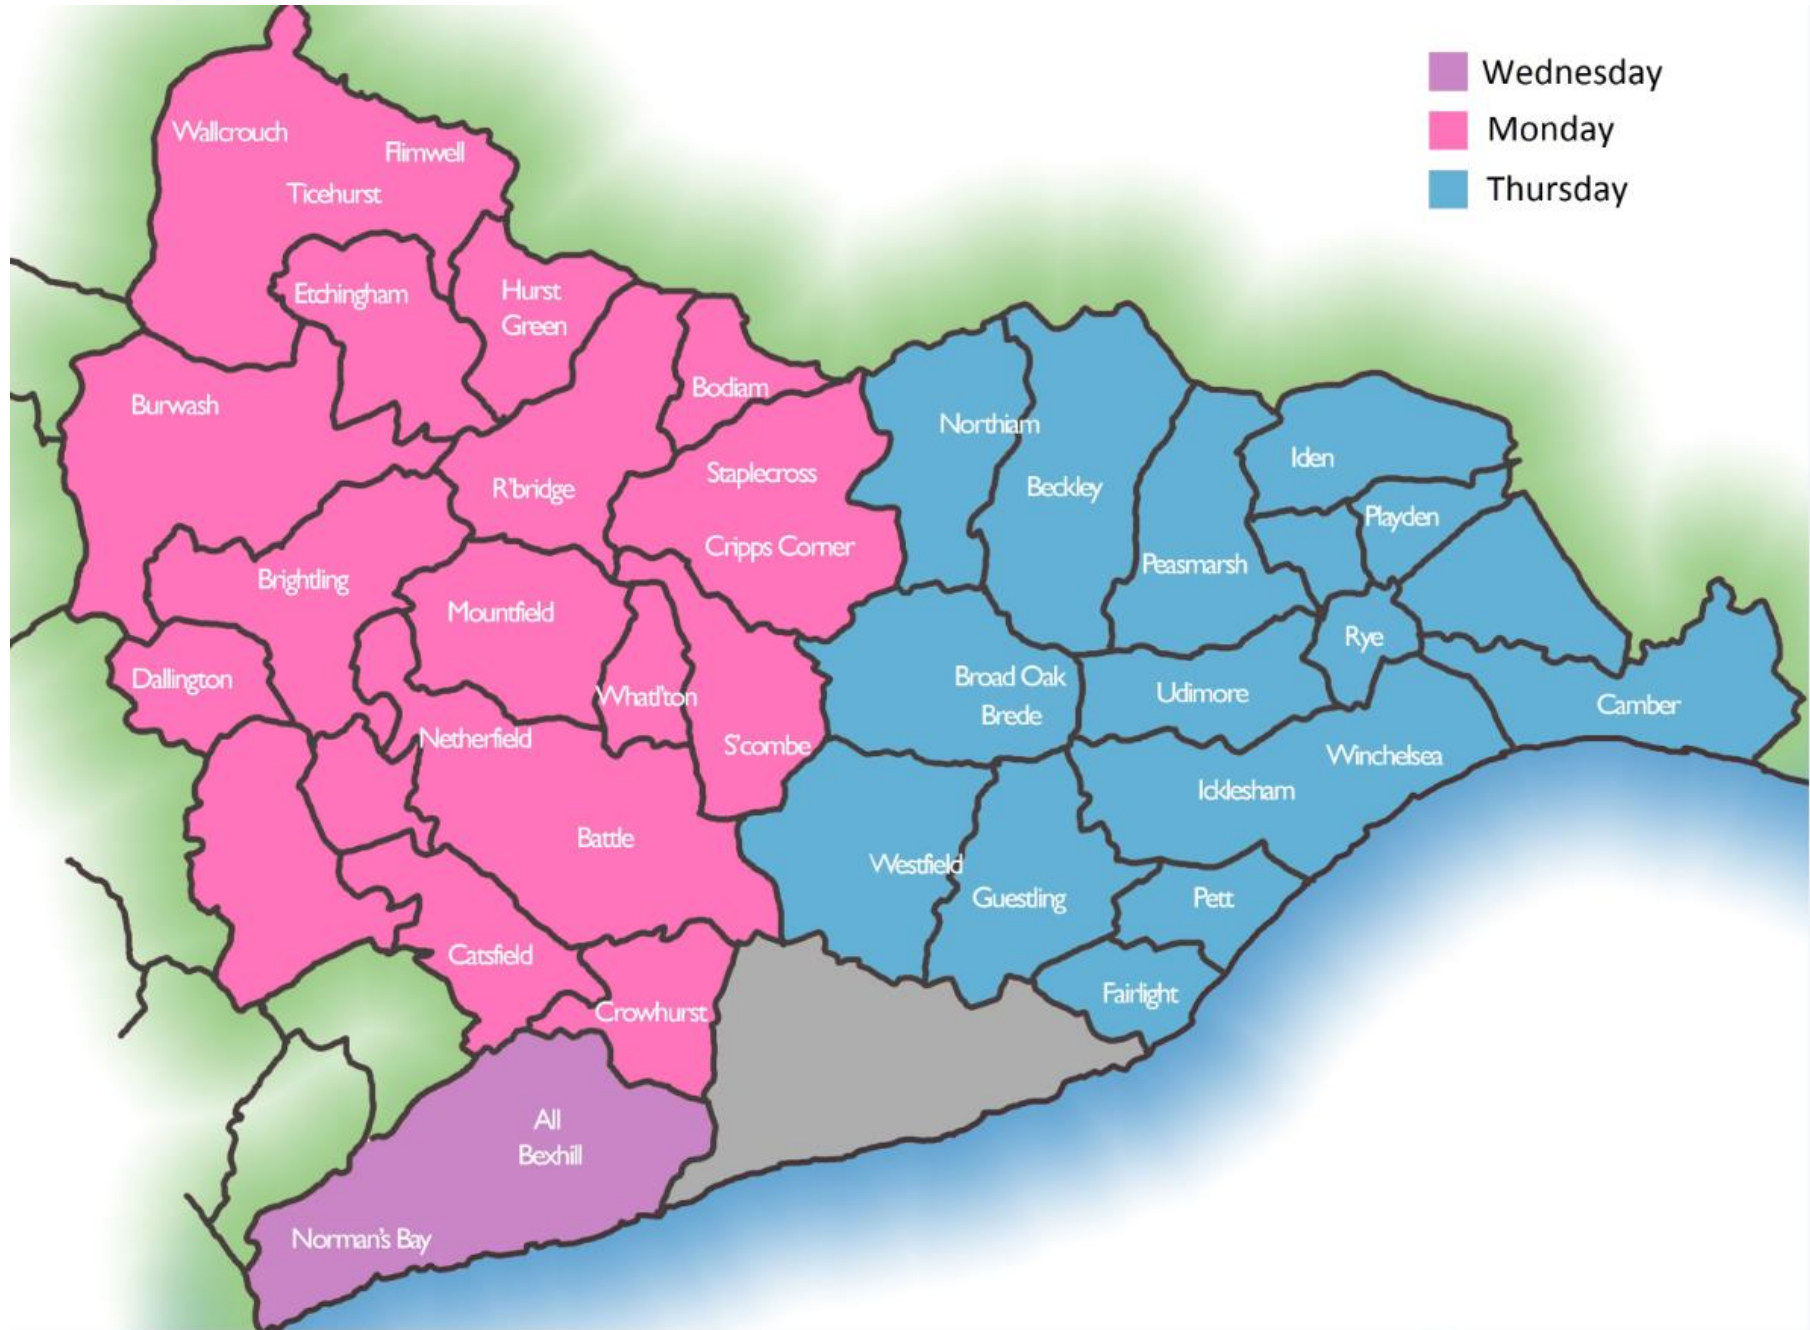 Wednesday
Monday
Thursday
Wallcrouch
Flimwell
Ticehurst
Etchingham
Hurst
Green
Burwash
Bodiam
Northiam
Staplecross
Iden
R'bridge
Beckley
Playden
Cripps Corner
Peasmarsh
Brightling
Mountfield
Rye
Dallington
Broad Oak
Brede
Udimore
What'ton
Camber
Netherfield
S'combe
Winchelsea
Icklesham
Battle
Westfield
Guestling
Pett
Catsfield
Fairlight
Crowhurst
All
Bexhill
Norman's Bay